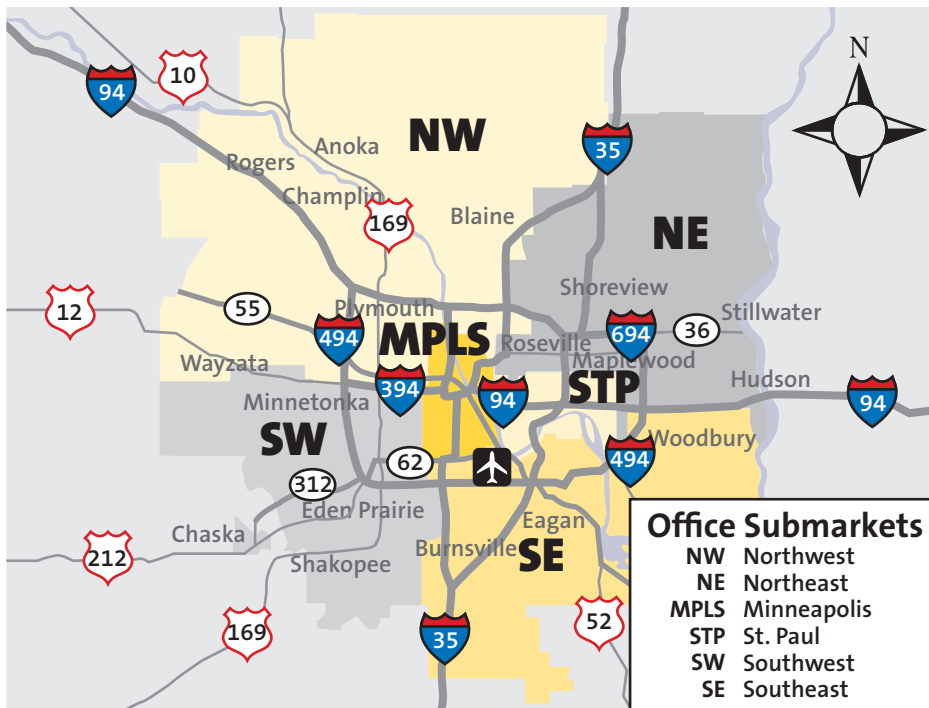 10
94
N
NW
35
Anoka
Rogers
Champlin
169
Blaine
NE
Shoreview
55
12
Plymouth
494
MPLS
Roseville
694
36
Stillwater
Maplewood
Wayzata
394
94
STP
Hudson
94
Minnetonka
SW
Woodbury
62
494
312
Eden Prairie
Chaska
212
Burnsville
Eagan
SE
Shakopee
169
35
52
Office Submarkets
NW Northwest
NE Northeast
MPLS Minneapolis
STP St. Paul
SW Southwest
SE Southeast